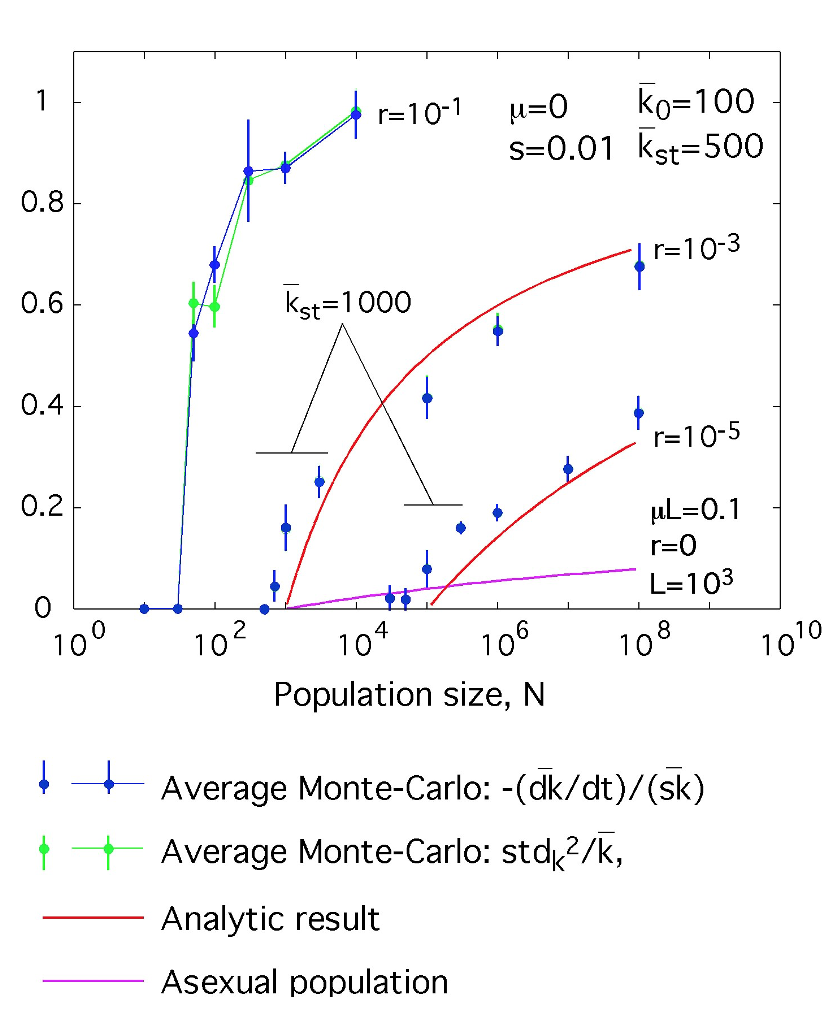 1
0.8
0.6
0.4
0.2
0
r=10⁻¹
μ=0
s=0.01
k̅₀=100
k̅ₛₜ=500
r=10⁻³
k̅ₛₜ=1000
r=10⁻⁵
μL=0.1
r=0
L=10³
10⁰ 10² 10⁴ 10⁶ 10⁸ 10¹⁰
Population size, N
Average Monte-Carlo: -(dk̅/dt)/(sk̅)
Average Monte-Carlo: stdₖ²/k̅,
Analytic result
Asexual population